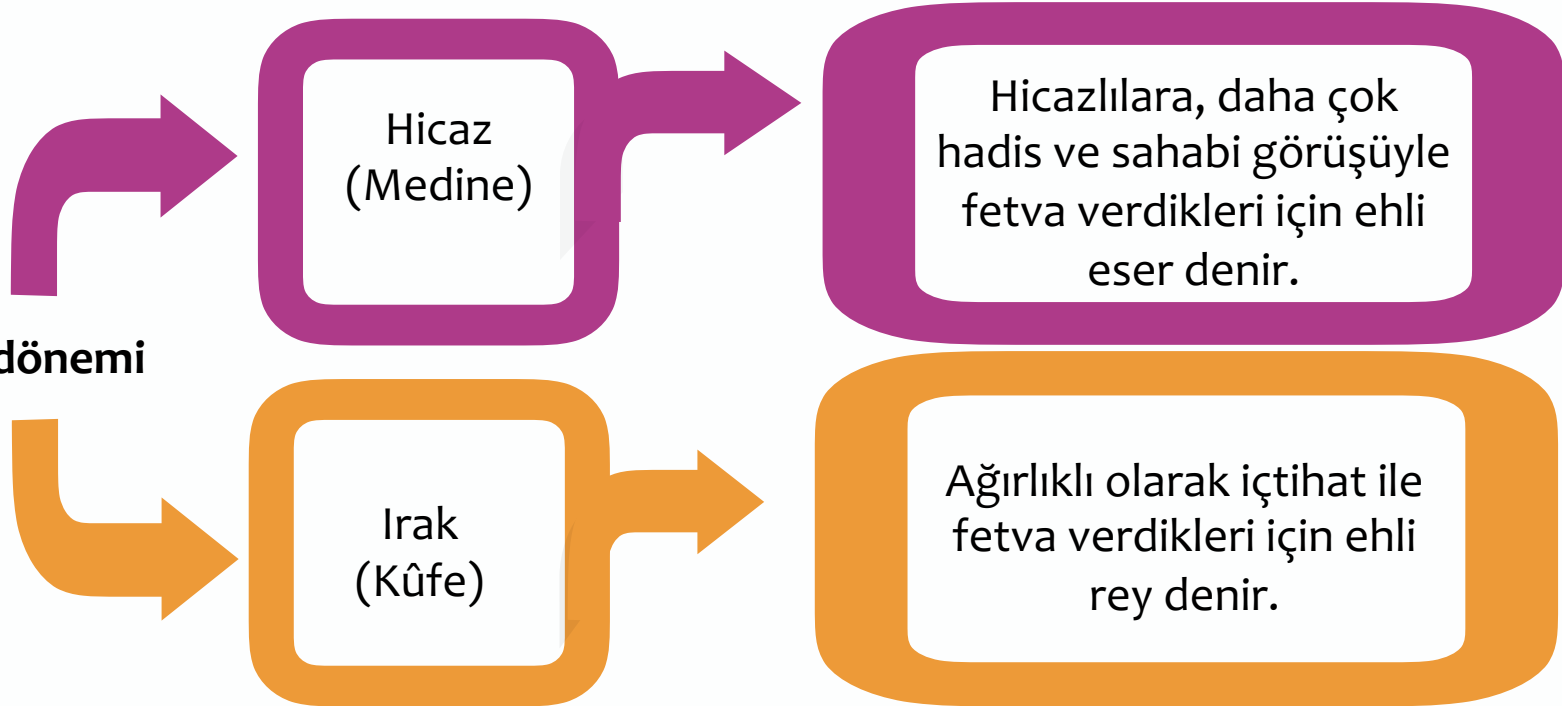 Hicaz
(Medine)
Hicazlılara, daha çok
hadis ve sahabi görüşüyle
fetva verdikleri için ehli
eser denir.
dönemi
Irak
(Kûfe)
Ağırlıklı olarak içtihat ile
fetva verdikleri için ehli
rey denir.